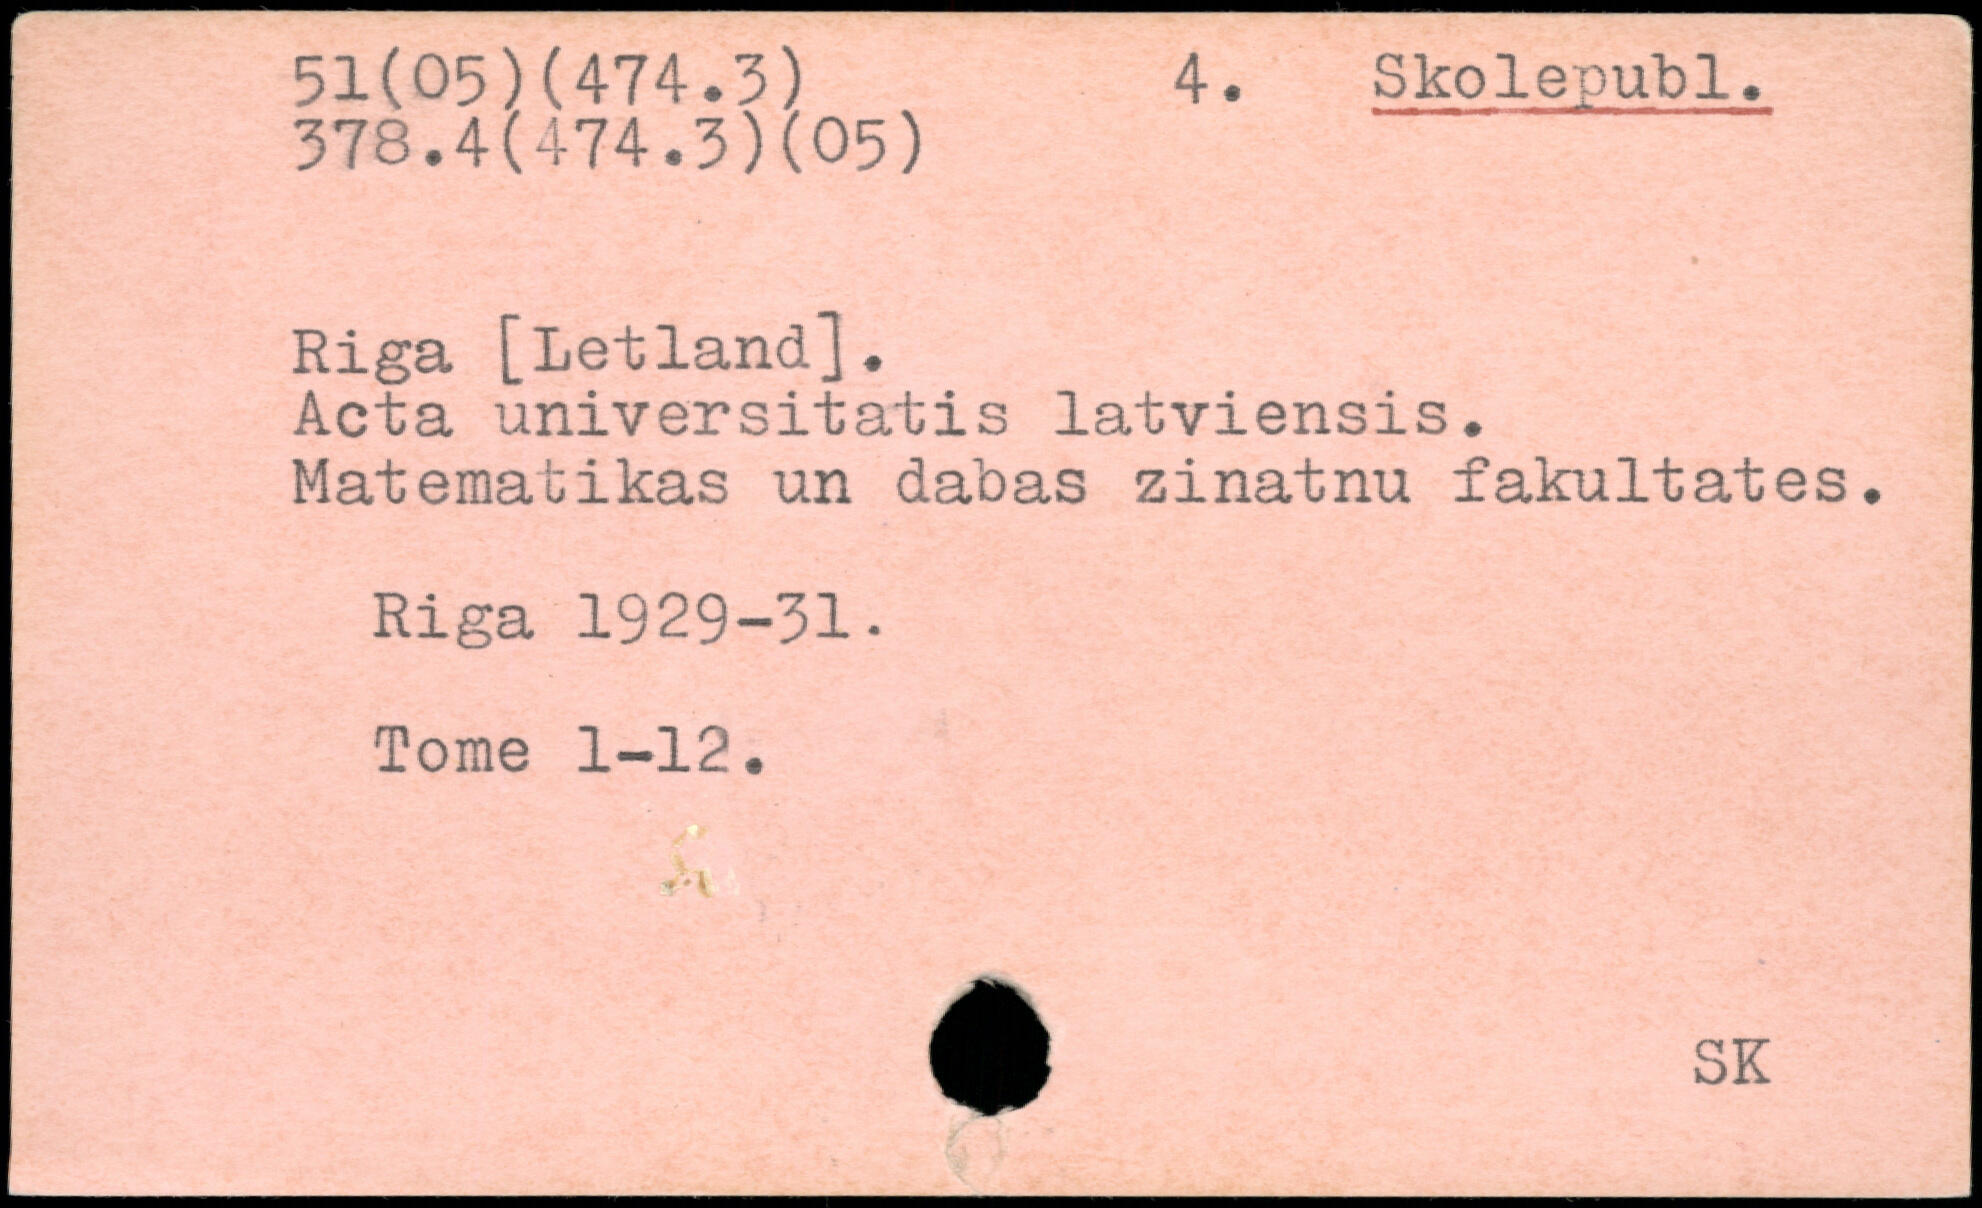 51(05)(474.3) 4. Skolepubl.
378.4(474.3)(05)
Riga [Letland].
Acta universitatis latviensis.
Matematikas un dabas zinatnu fakultates.
Riga 1929-31.
Tome 1-12.
SK